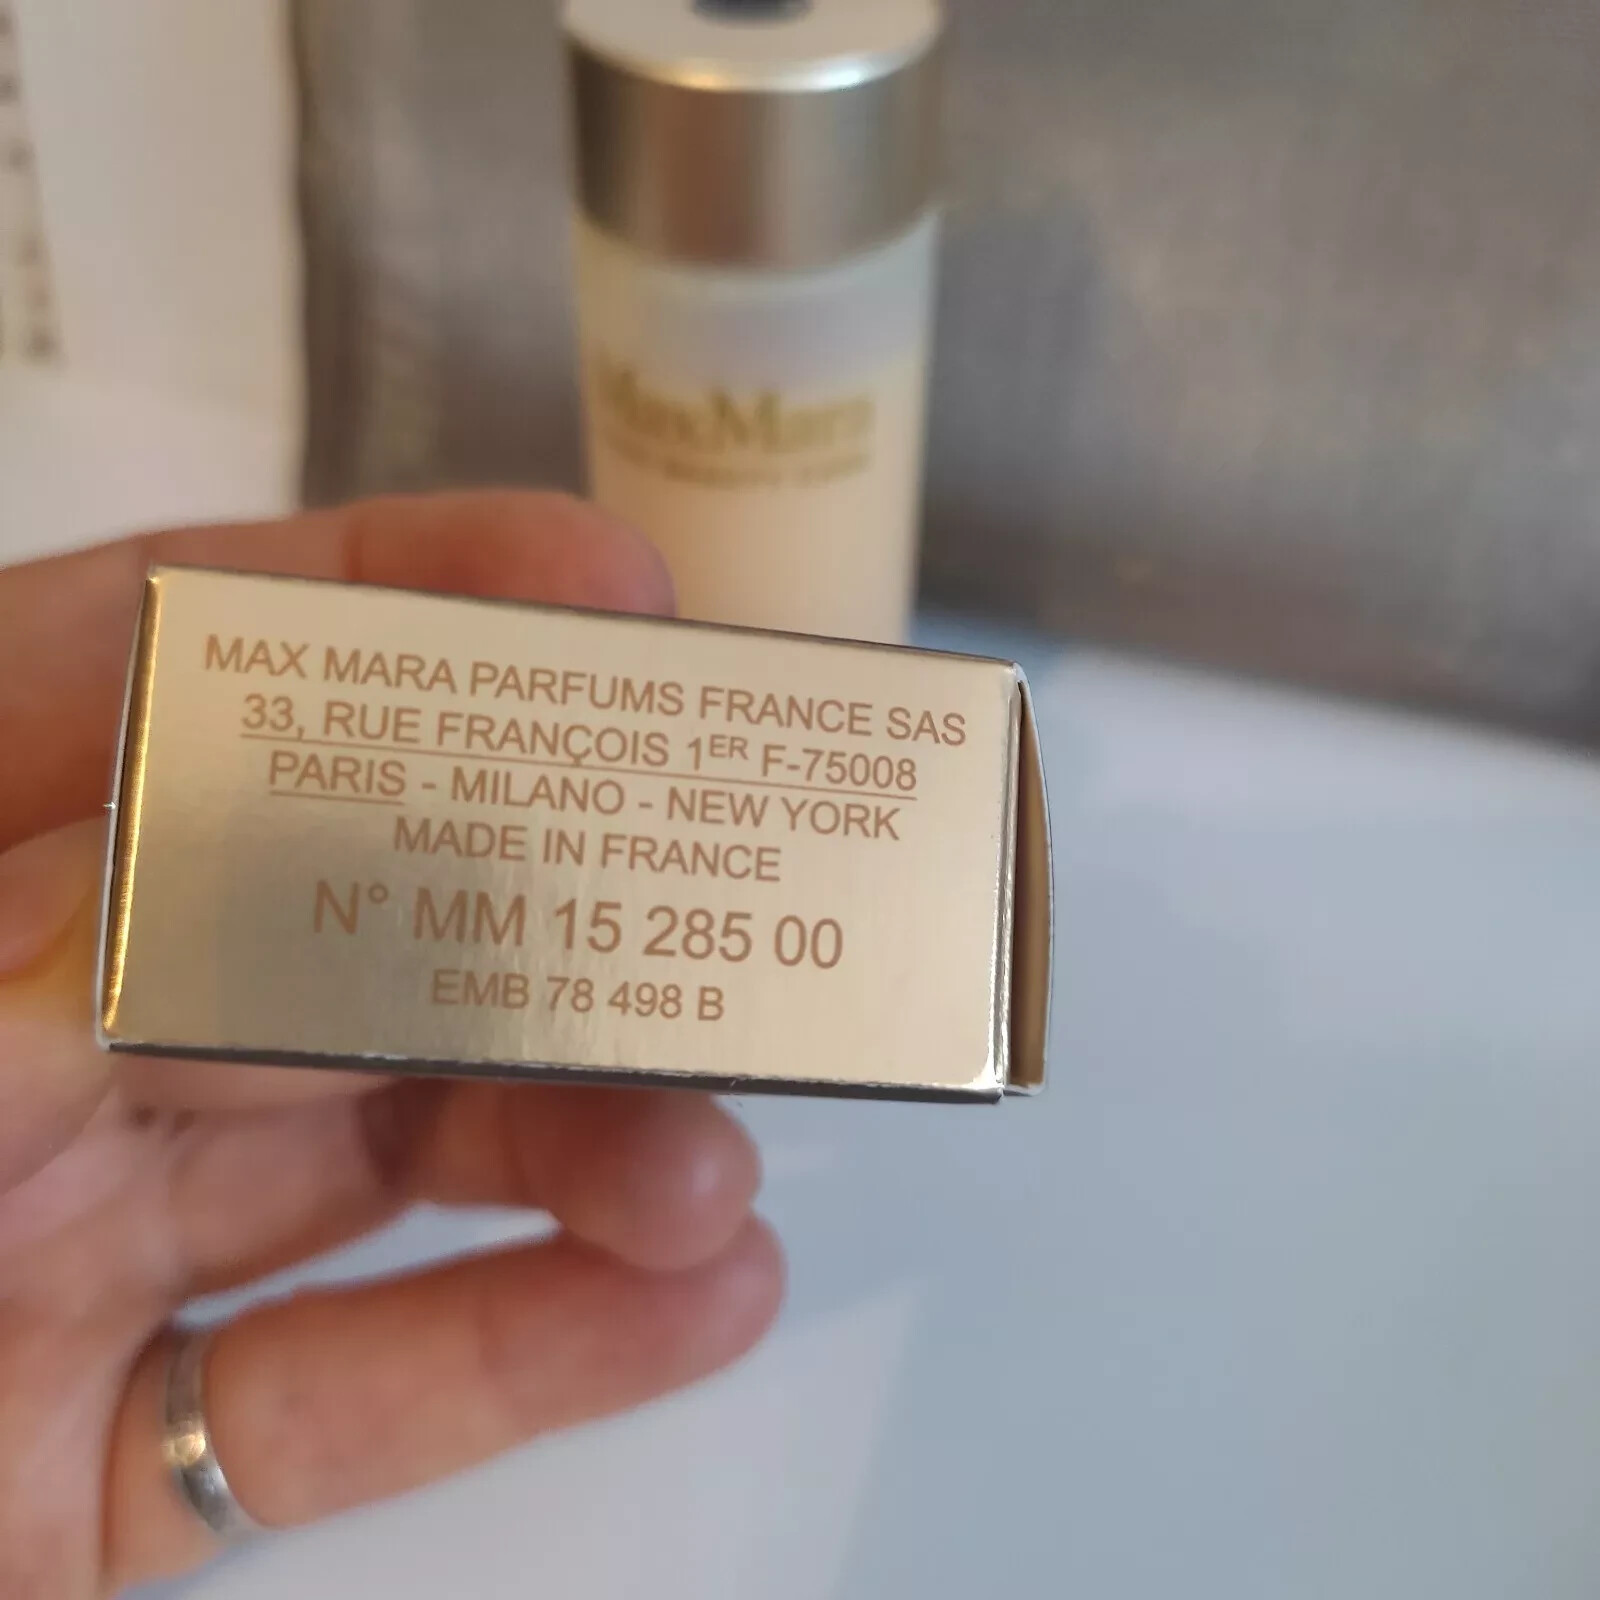 MaxMara
MAX MARA PARFUMS FRANCE SAS
33, RUE FRANÇOIS 1ER F-75008
PARIS - MILANO - NEW YORK
MADE IN FRANCE
N° MM 15 285 00
EMB 78 498 B